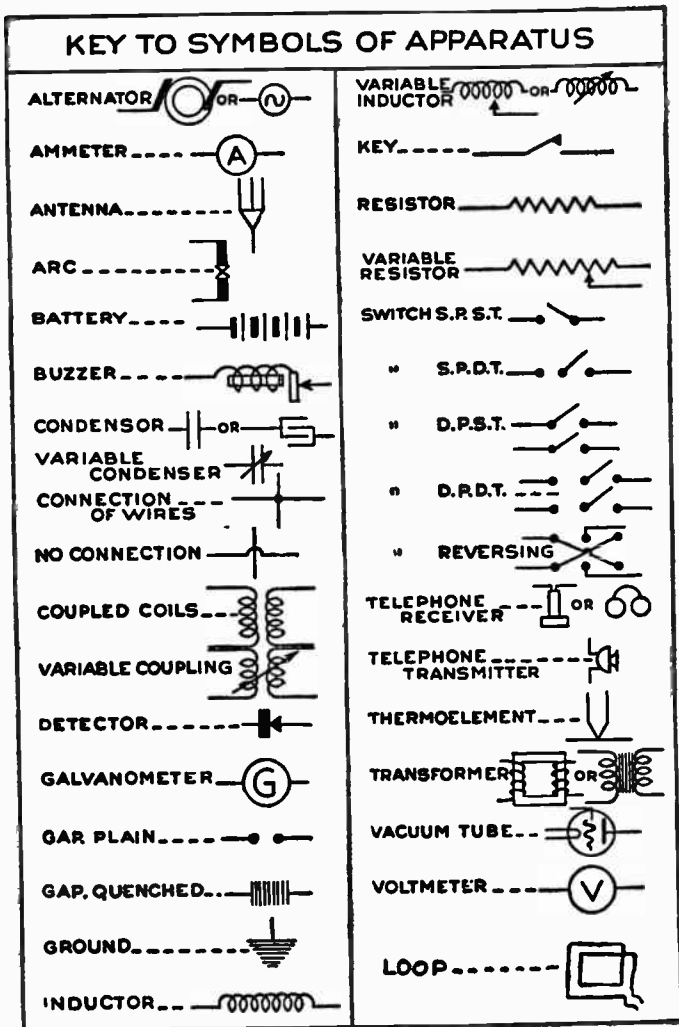 KEY TO SYMBOLS OF APPARATUS
ALTERNATOR OR
AMMETER A
ANTENNA
ARC
BATTERY
BUZZER
CONDENSOR OR
VARIABLE
CONDENSER
CONNECTION
OF WIRES
NO CONNECTION
COUPLED COILS
VARIABLE COUPLING
DETECTOR
GALVANOMETER G
GAP. PLAIN
GAP. QUENCHED
GROUND
INDUCTOR
VARIABLE
INDUCTOR OR
KEY
RESISTOR
VARIABLE
RESISTOR
SWITCH S.P.S.T.
" S.P.D.T.
" D.P.S.T.
" D.P.D.T.
" REVERSING
TELEPHONE OR
RECEIVER
TELEPHONE
TRANSMITTER
THERMOELEMENT
TRANSFORMER OR
VACUUM TUBE
VOLTMETER V
LOOP